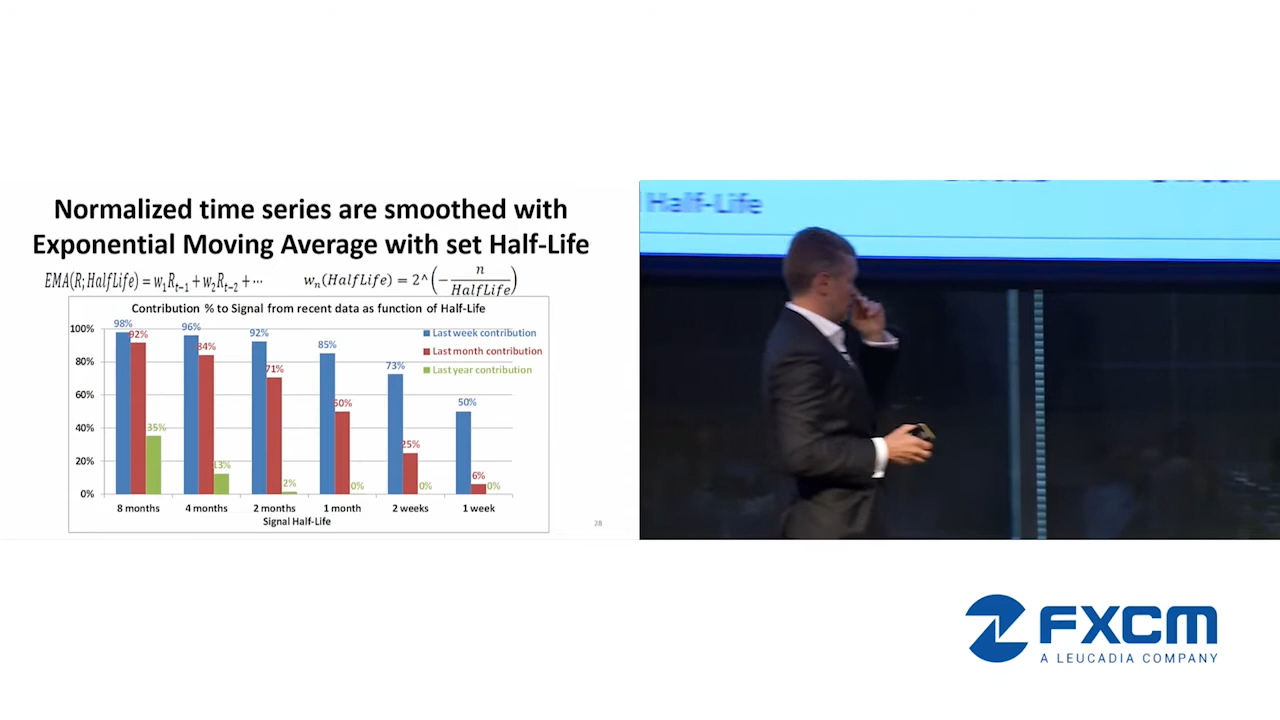 Normalized time series are smoothed with
Exponential Moving Average with set Half-Life
EMA(R; HalfLife) = w₁Rₜ₋₁ + w₂Rₜ₋₂ + ⋯
wₙ(HalfLife) = 2^(−n/HalfLife)
Contribution % to Signal from recent data as function of Half-Life
100%
80%
60%
40%
20%
0%
98% 92% 35%
96% 84% 13%
92% 71% 2%
85% 50% 0%
73% 25% 0%
50% 6% 0%
Last week contribution
Last month contribution
Last year contribution
8 months 4 months 2 months 1 month 2 weeks 1 week
Signal Half-Life
28
Half-Life
FXCM
A LEUCADIA COMPANY